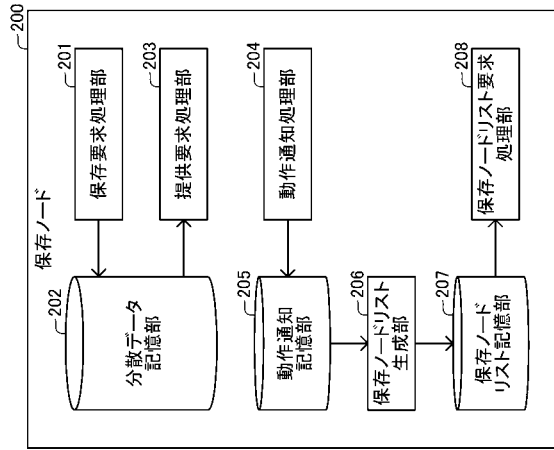 200
保存ノード
201
保存要求処理部
202
分散データ
記憶部
203
提供要求処理部
204
動作通知処理部
205
動作通知
記憶部
206
保存ノードリスト
生成部
207
保存ノード
リスト記憶部
208
保存ノードリスト要求
処理部